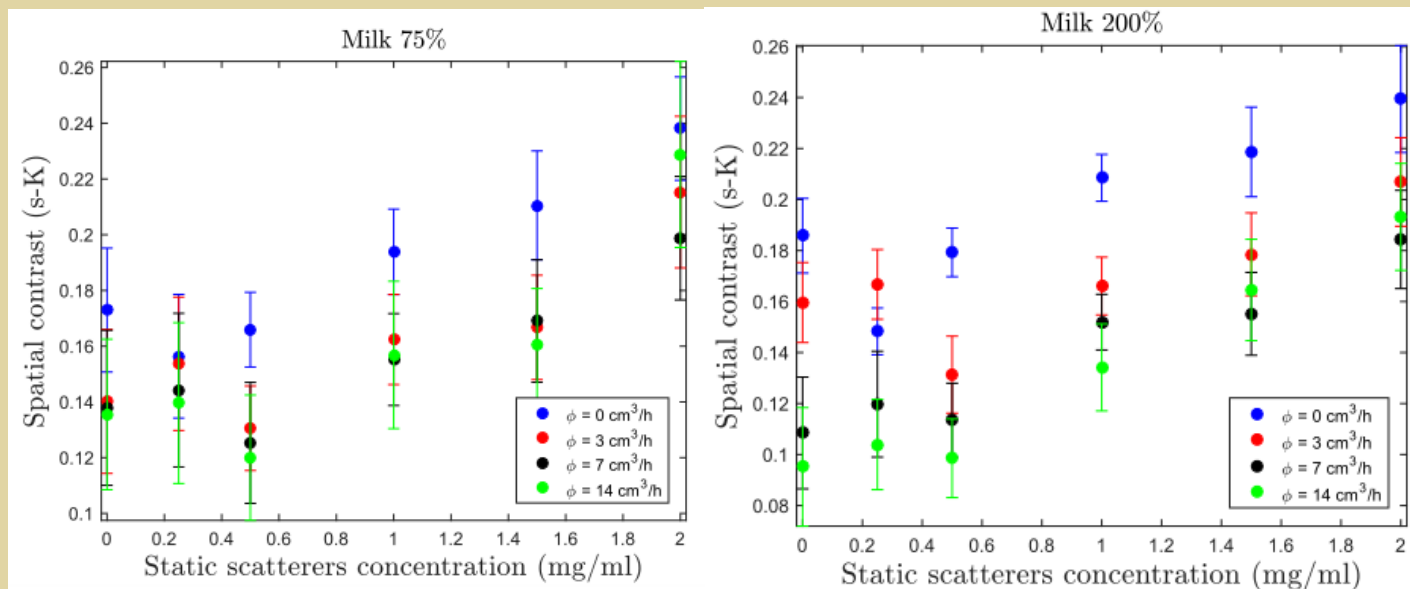 Milk 75%
Spatial contrast (s-K)
0.26
0.24
0.22
0.2
0.18
0.16
0.14
0.12
0.1
ϕ = 0 cm³/h
ϕ = 3 cm³/h
ϕ = 7 cm³/h
ϕ = 14 cm³/h
0 0.2 0.4 0.6 0.8 1 1.2 1.4 1.6 1.8 2
Static scatterers concentration (mg/ml)
Milk 200%
Spatial contrast (s-K)
0.26
0.24
0.22
0.2
0.18
0.16
0.14
0.12
0.1
0.08
ϕ = 0 cm³/h
ϕ = 3 cm³/h
ϕ = 7 cm³/h
ϕ = 14 cm³/h
0 0.2 0.4 0.6 0.8 1 1.2 1.4 1.6 1.8 2
Static scatterers concentration (mg/ml)